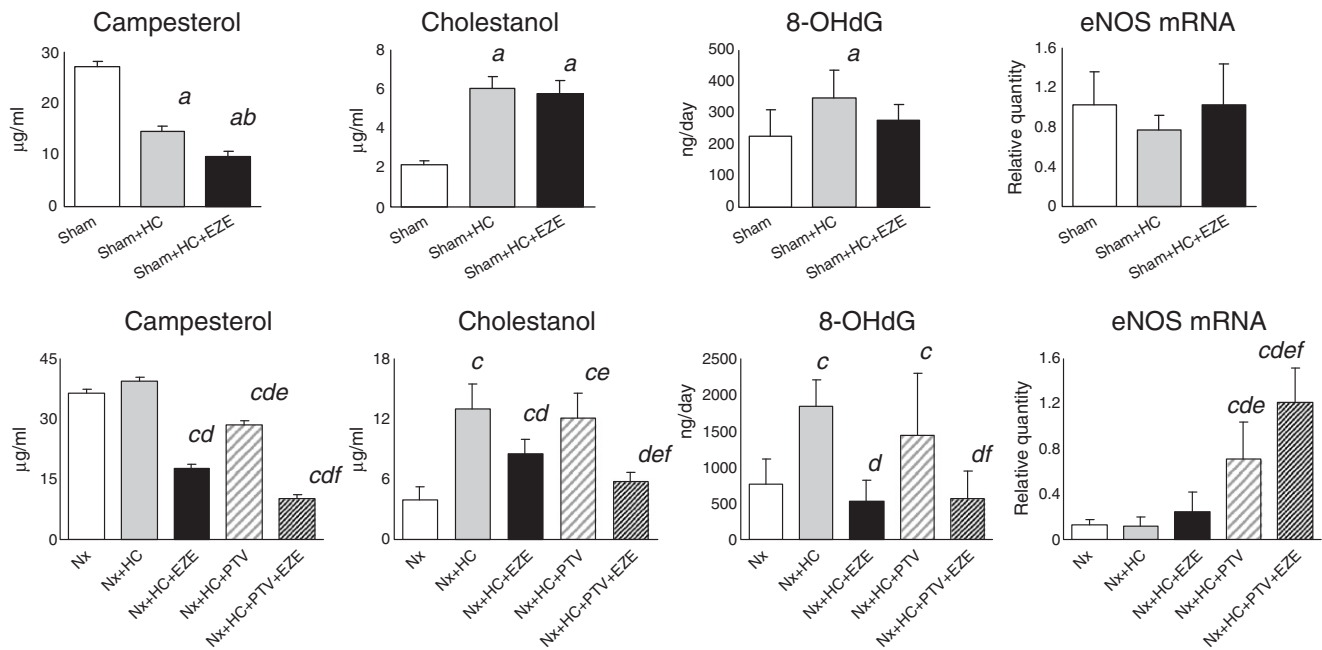 Campesterol
30
20
10
0
µg/ml
a
ab
Sham
Sham+HC
Sham+HC+EZE
Cholestanol
8
6
4
2
0
µg/ml
a
a
Sham
Sham+HC
Sham+HC+EZE
8-OHdG
500
400
300
200
100
0
ng/day
a
Sham
Sham+HC
Sham+HC+EZE
eNOS mRNA
1.6
1.2
0.8
0.4
0
Relative quantity
Sham
Sham+HC
Sham+HC+EZE
Campesterol
45
30
15
0
µg/ml
cd
cde
cdf
Nx
Nx+HC
Nx+HC+EZE
Nx+HC+PTV
Nx+HC+PTV+EZE
Cholestanol
18
12
6
0
µg/ml
c
cd
ce
def
Nx
Nx+HC
Nx+HC+EZE
Nx+HC+PTV
Nx+HC+PTV+EZE
8-OHdG
2500
2000
1500
1000
500
0
ng/day
c
d
c
df
Nx
Nx+HC
Nx+HC+EZE
Nx+HC+PTV
Nx+HC+PTV+EZE
eNOS mRNA
1.6
1.2
0.8
0.4
0
Relative quantity
cde
cdef
Nx
Nx+HC
Nx+HC+EZE
Nx+HC+PTV
Nx+HC+PTV+EZE